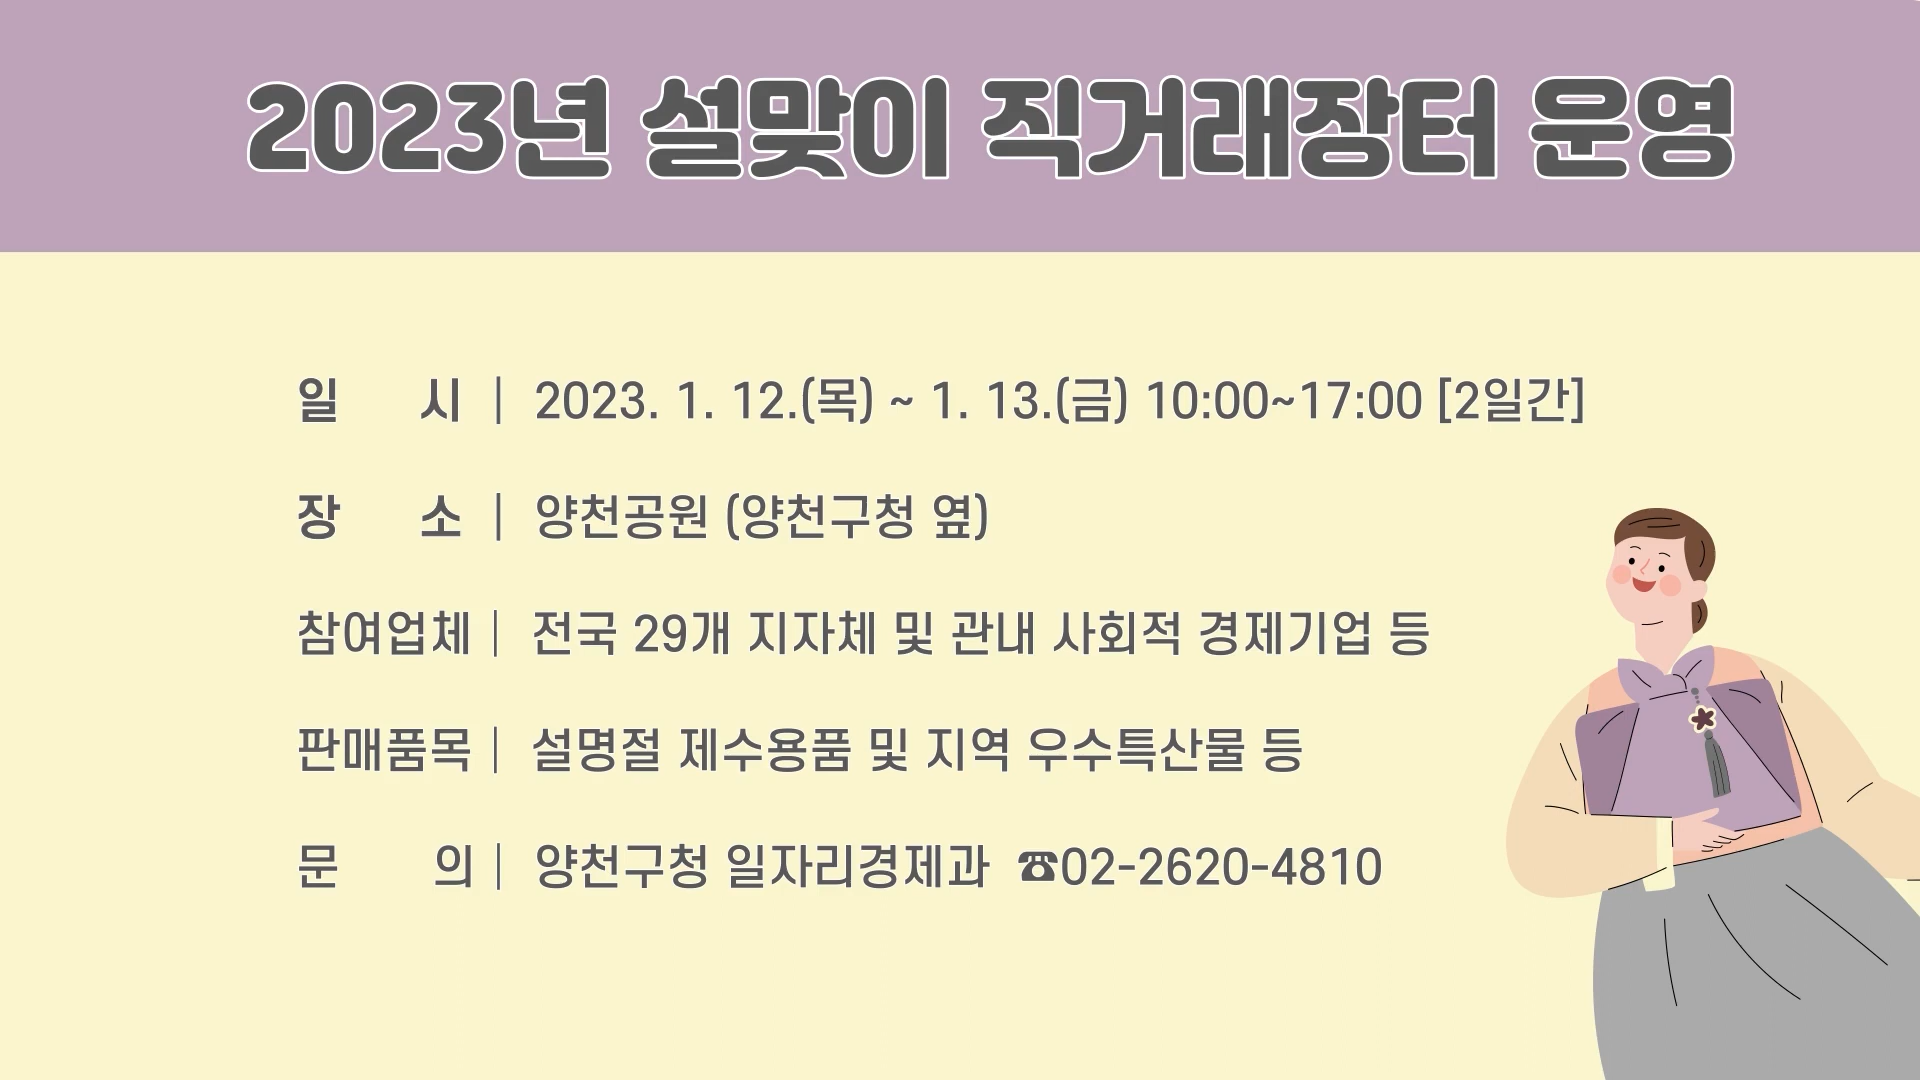 2023년 설맞이 직거래장터 운영
일 시 | 2023. 1. 12.(목) ~ 1. 13.(금) 10:00~17:00 [2일간]
장 소 | 양천공원 (양천구청 옆)
참여업체 | 전국 29개 지자체 및 관내 사회적 경제기업 등
판매품목 | 설명절 제수용품 및 지역 우수특산물 등
문 의 | 양천구청 일자리경제과 ☎02-2620-4810